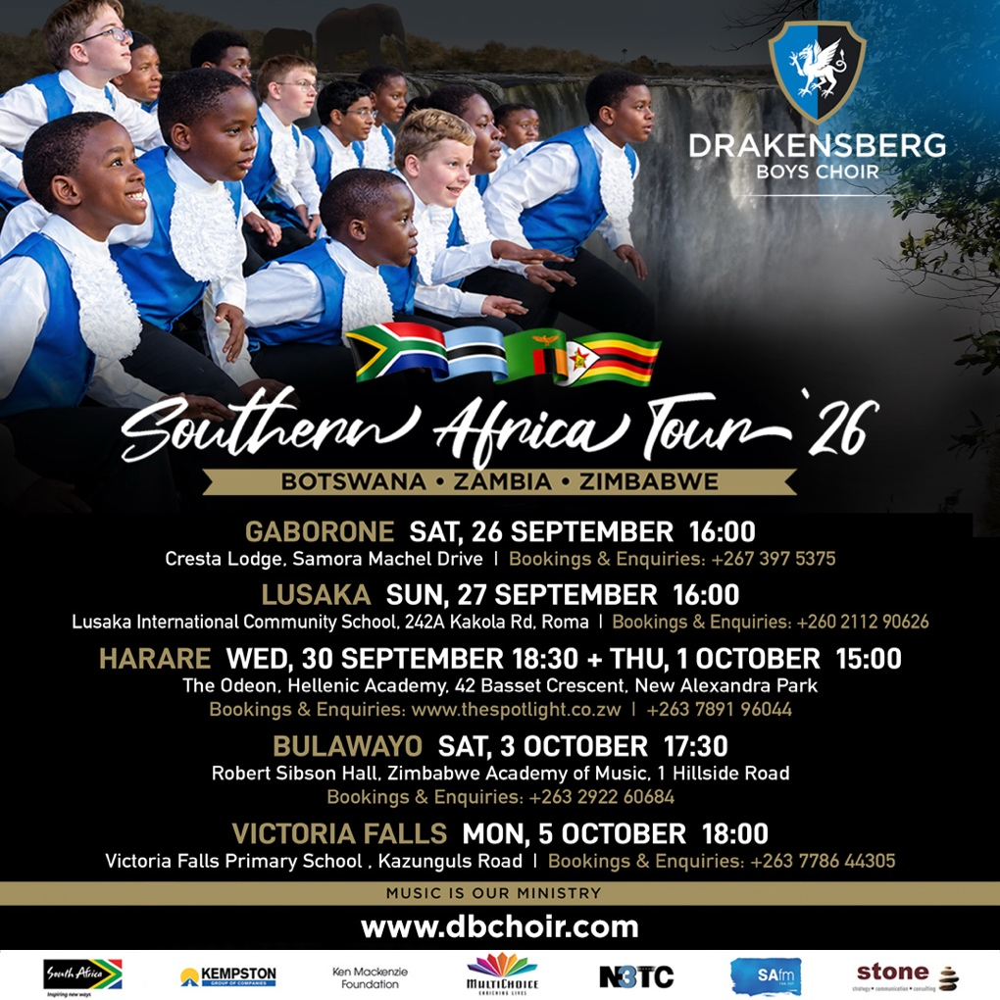 DRAKENSBERG
BOYS CHOIR
Southern Africa Tour '26
BOTSWANA • ZAMBIA • ZIMBABWE
GABORONE SAT, 26 SEPTEMBER 16:00
Cresta Lodge, Samora Machel Drive | Bookings & Enquiries: +267 397 5375
LUSAKA SUN, 27 SEPTEMBER 16:00
Lusaka International Community School, 242A Kakola Rd, Roma | Bookings & Enquiries: +260 2112 90626
HARARE WED, 30 SEPTEMBER 18:30 + THU, 1 OCTOBER 15:00
The Odeon, Hellenic Academy, 42 Basset Crescent, New Alexandra Park
Bookings & Enquiries: www.thespotlight.co.zw | +263 7891 96044
BULAWAYO SAT, 3 OCTOBER 17:30
Robert Sibson Hall, Zimbabwe Academy of Music, 1 Hillside Road
Bookings & Enquiries: +263 2922 60684
VICTORIA FALLS MON, 5 OCTOBER 18:00
Victoria Falls Primary School , Kazunguls Road | Bookings & Enquiries: +263 7786 44305
MUSIC IS OUR MINISTRY
www.dbchoir.com
South Africa
Inspiring new ways
KEMPSTON
GROUP OF COMPANIES
Ken Mackenzie
Foundation
MULTICHOICE
ENRICHING LIVES
N3TC
SAfm
stone
strategy • communication • consulting